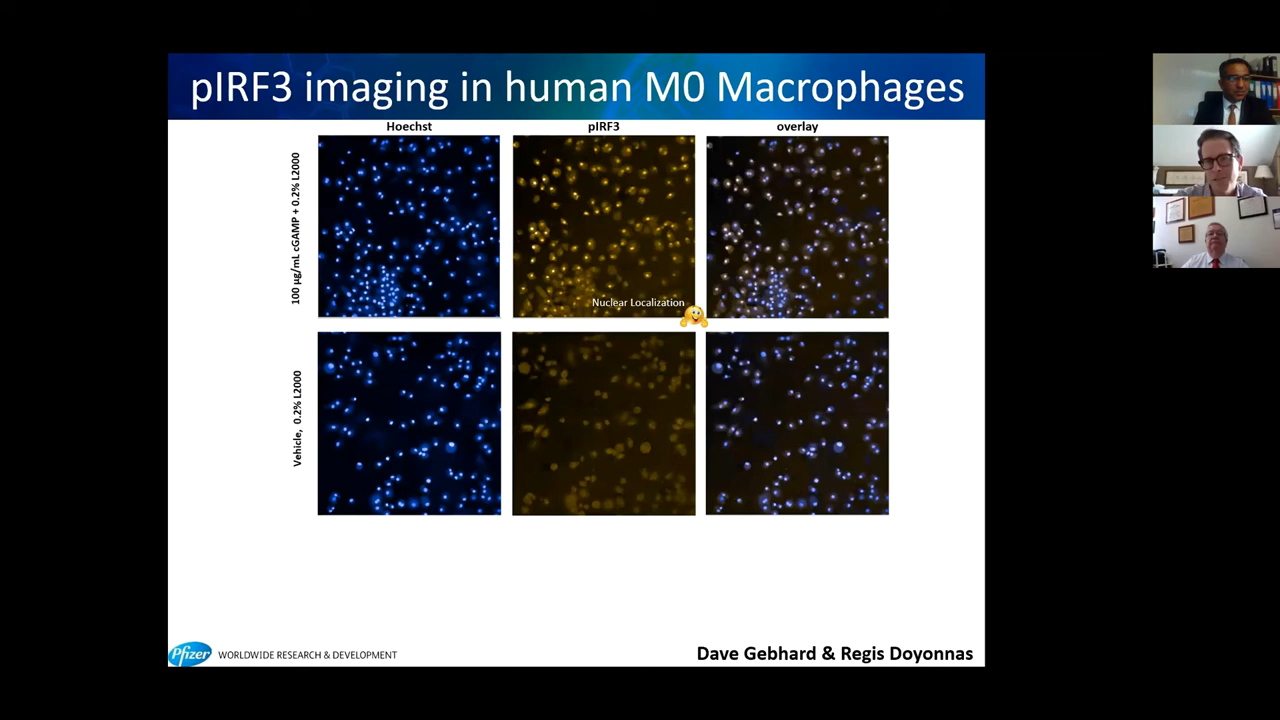 pIRF3 imaging in human M0 Macrophages
Hoechst
pIRF3
overlay
100 µg/mL cGAMP + 0.2% L2000
Nuclear Localization
Vehicle, 0.2% L2000
Pfizer
WORLDWIDE RESEARCH & DEVELOPMENT
Dave Gebhard & Regis Doyonnas